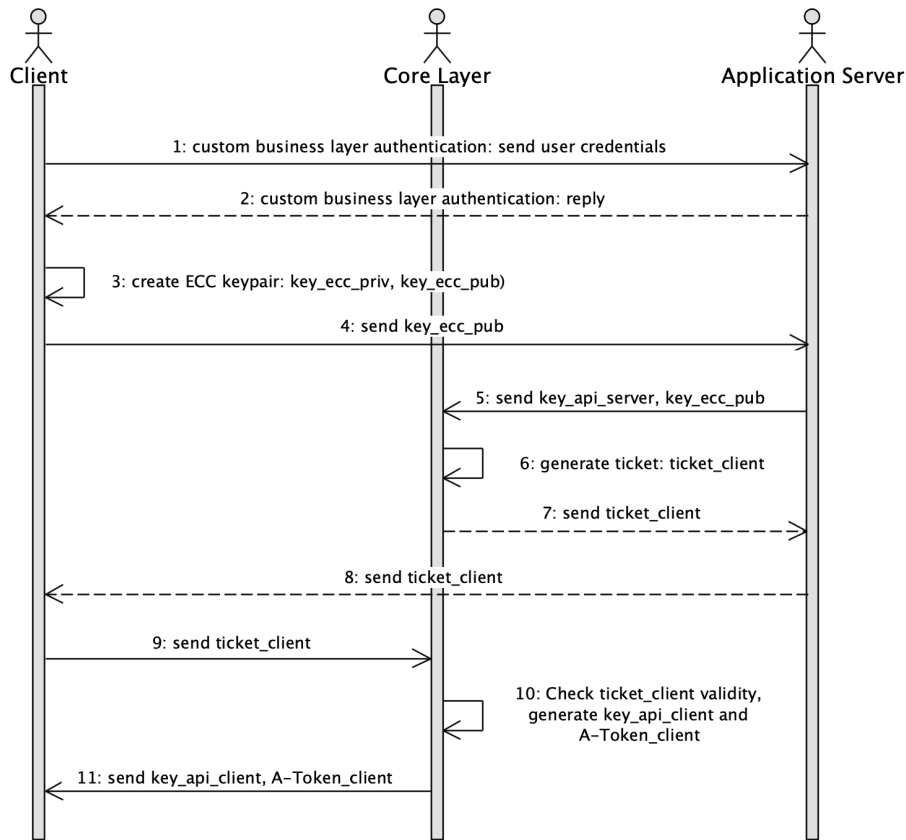 Client
Core Layer
Application Server
1: custom business layer authentication: send user credentials
2: custom business layer authentication: reply
3: create ECC keypair: key_ecc_priv, key_ecc_pub)
4: send key_ecc_pub
5: send key_api_server, key_ecc_pub
6: generate ticket: ticket_client
7: send ticket_client
8: send ticket_client
9: send ticket_client
10: Check ticket_client validity,
generate key_api_client and
A-Token_client
11: send key_api_client, A-Token_client